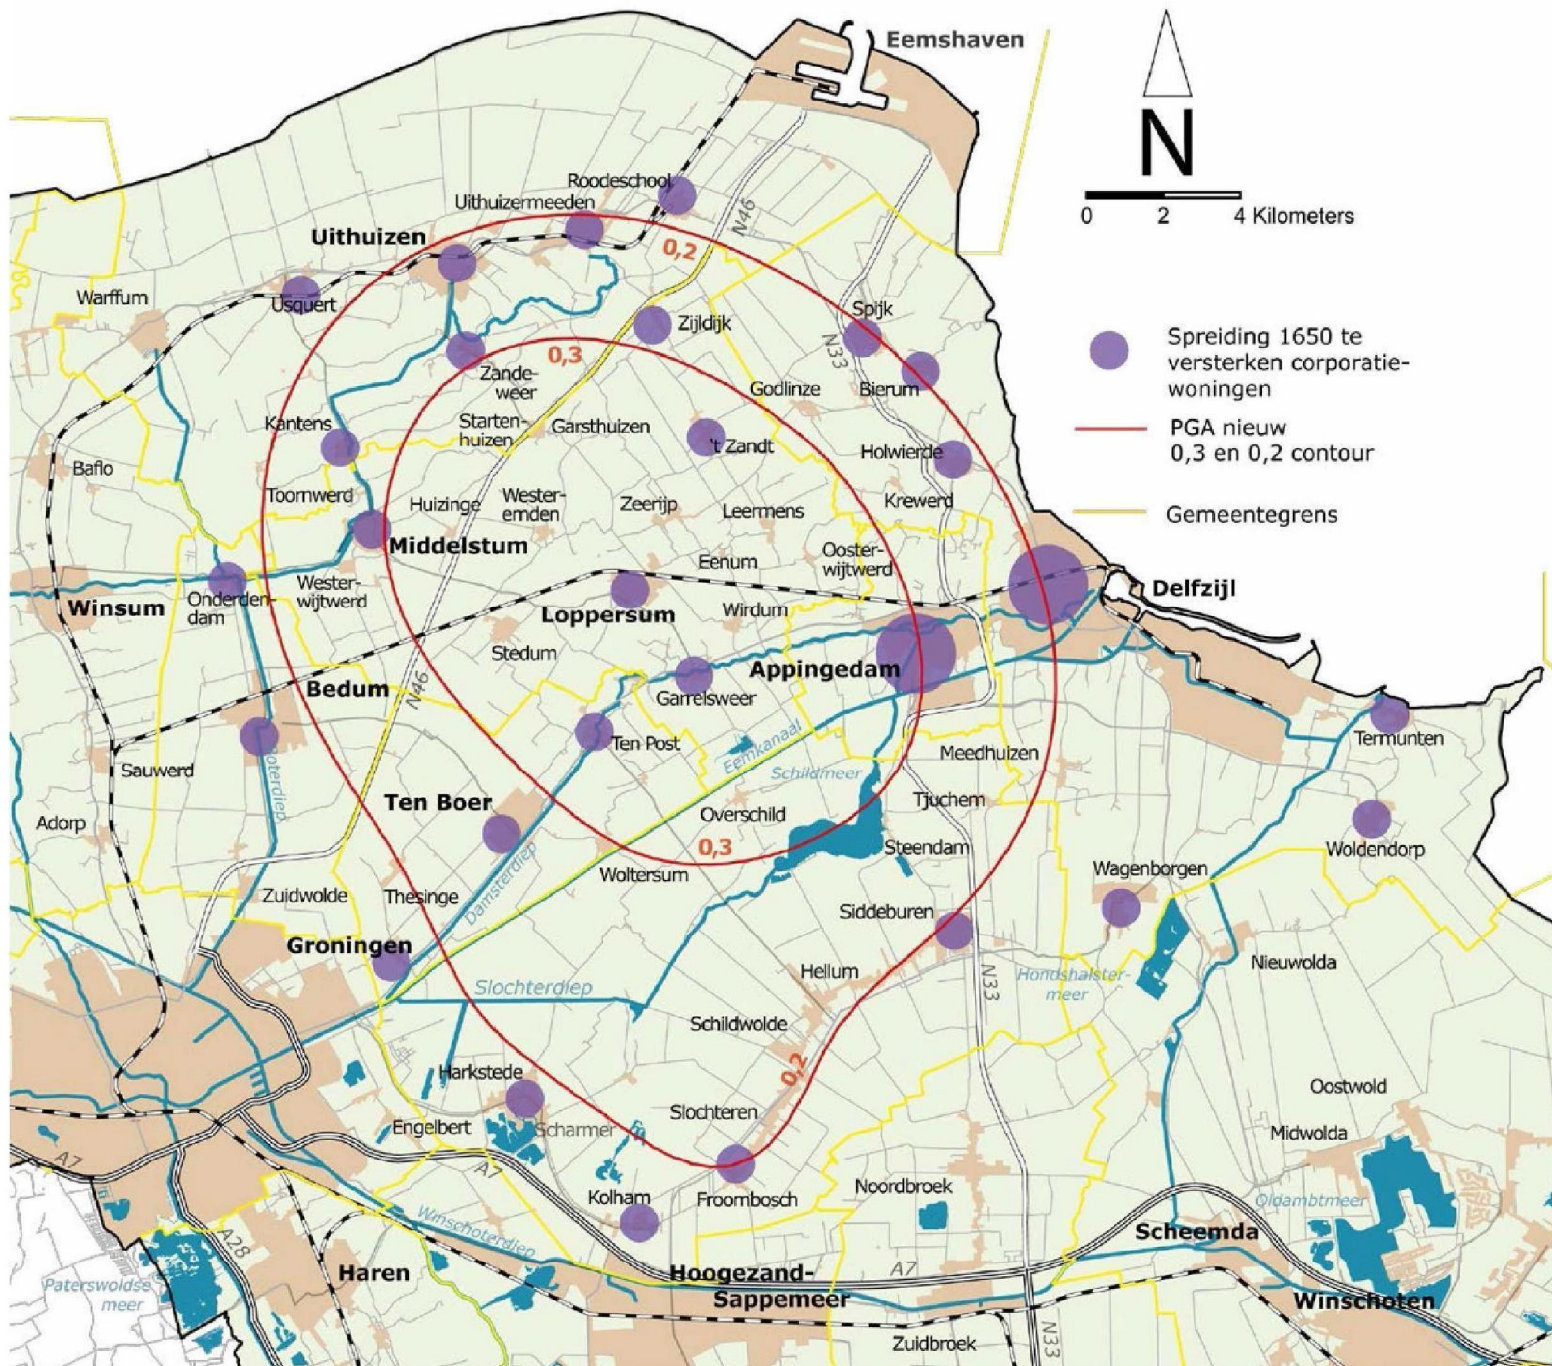 Eemshaven
N
0 2 4 Kilometers
Spreiding 1650 te
versterken corporatie-
woningen
PGA nieuw
0,3 en 0,2 contour
Gemeentegrens
Roodeschool
Uithuizermeeden
N46
Uithuizen
0,2
Warffum
Usquert
Zijldijk
Spijk
N33
0,3
Zande-
weer
Godlinze
Bierum
Kantens
Starten-
huizen
Garsthuizen
't Zandt
Holwierde
Baflo
Toornwerd
Huizinge
Wester-
emden
Zeerijp
Leermens
Krewerd
Middelstum
Eenum
Ooster-
wijtwerd
Winsum
Onderden-
dam
Wester-
wijtwerd
Loppersum
Wirdum
Delfzijl
Stedum
Appingedam
Bedum
N46
Garrelsweer
Ten Post
Eemkanaal
Schildmeer
Meedhuizen
Termunten
Sauwerd
Boterdiep
Ten Boer
Overschild
Tjuchem
Adorp
0,3
Steendam
Woldendorp
Damsterdiep
Woltersum
Wagenborgen
Zuidwolde
Thesinge
Siddeburen
Groningen
Hellum
N33
Hondshalster-
meer
Nieuwolda
Slochterdiep
Schildwolde
0,2
Harkstede
Oostwold
Slochteren
Engelbert
Scharmer
Midwolda
A7
A7
Kolham
Froombosch
Noordbroek
Oldambtmeer
Winschoterdiep
A28
Scheemda
Haren
Hoogezand-
Sappemeer
A7
Paterswoldse
meer
Winschoten
Zuidbroek
N33